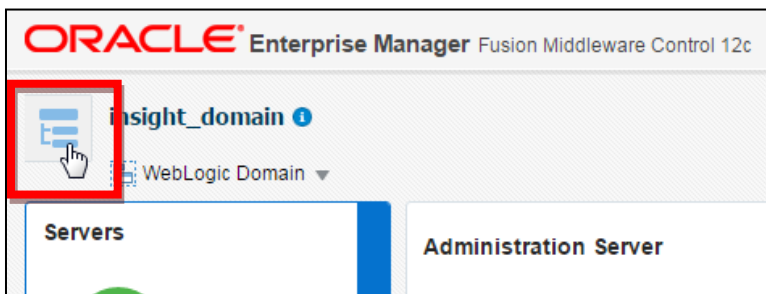 ORACLE Enterprise Manager Fusion Middleware Control 12c
insight_domain
WebLogic Domain
Servers
Administration Server